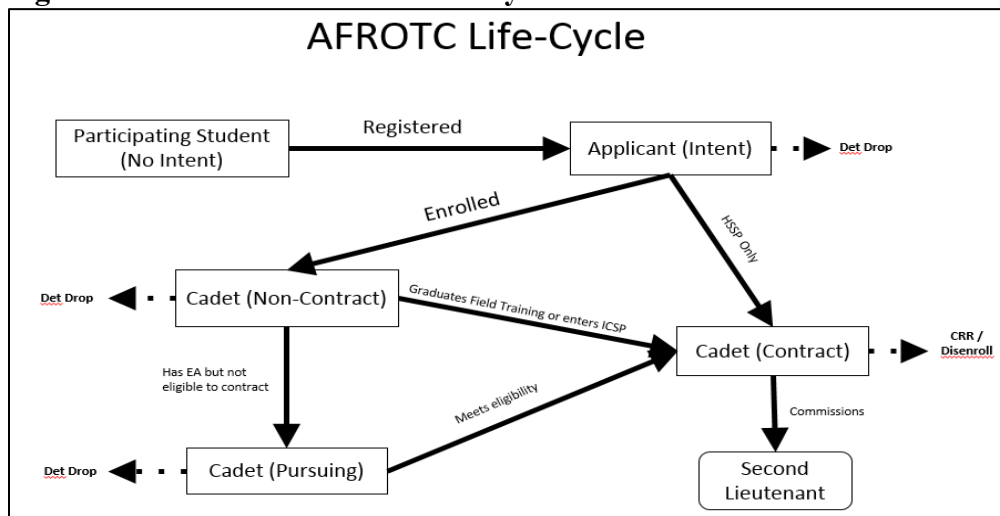 AFROTC Life-Cycle
Participating Student
(No Intent)
Registered
Applicant (Intent)
Det Drop
Enrolled
HSSP Only
Det Drop
Cadet (Non-Contract)
Graduates Field Training or enters ICSP
Cadet (Contract)
CRR /
Disenroll
Has EA but not
eligible to contract
Meets eligibility
Commissions
Det Drop
Cadet (Pursuing)
Second
Lieutenant